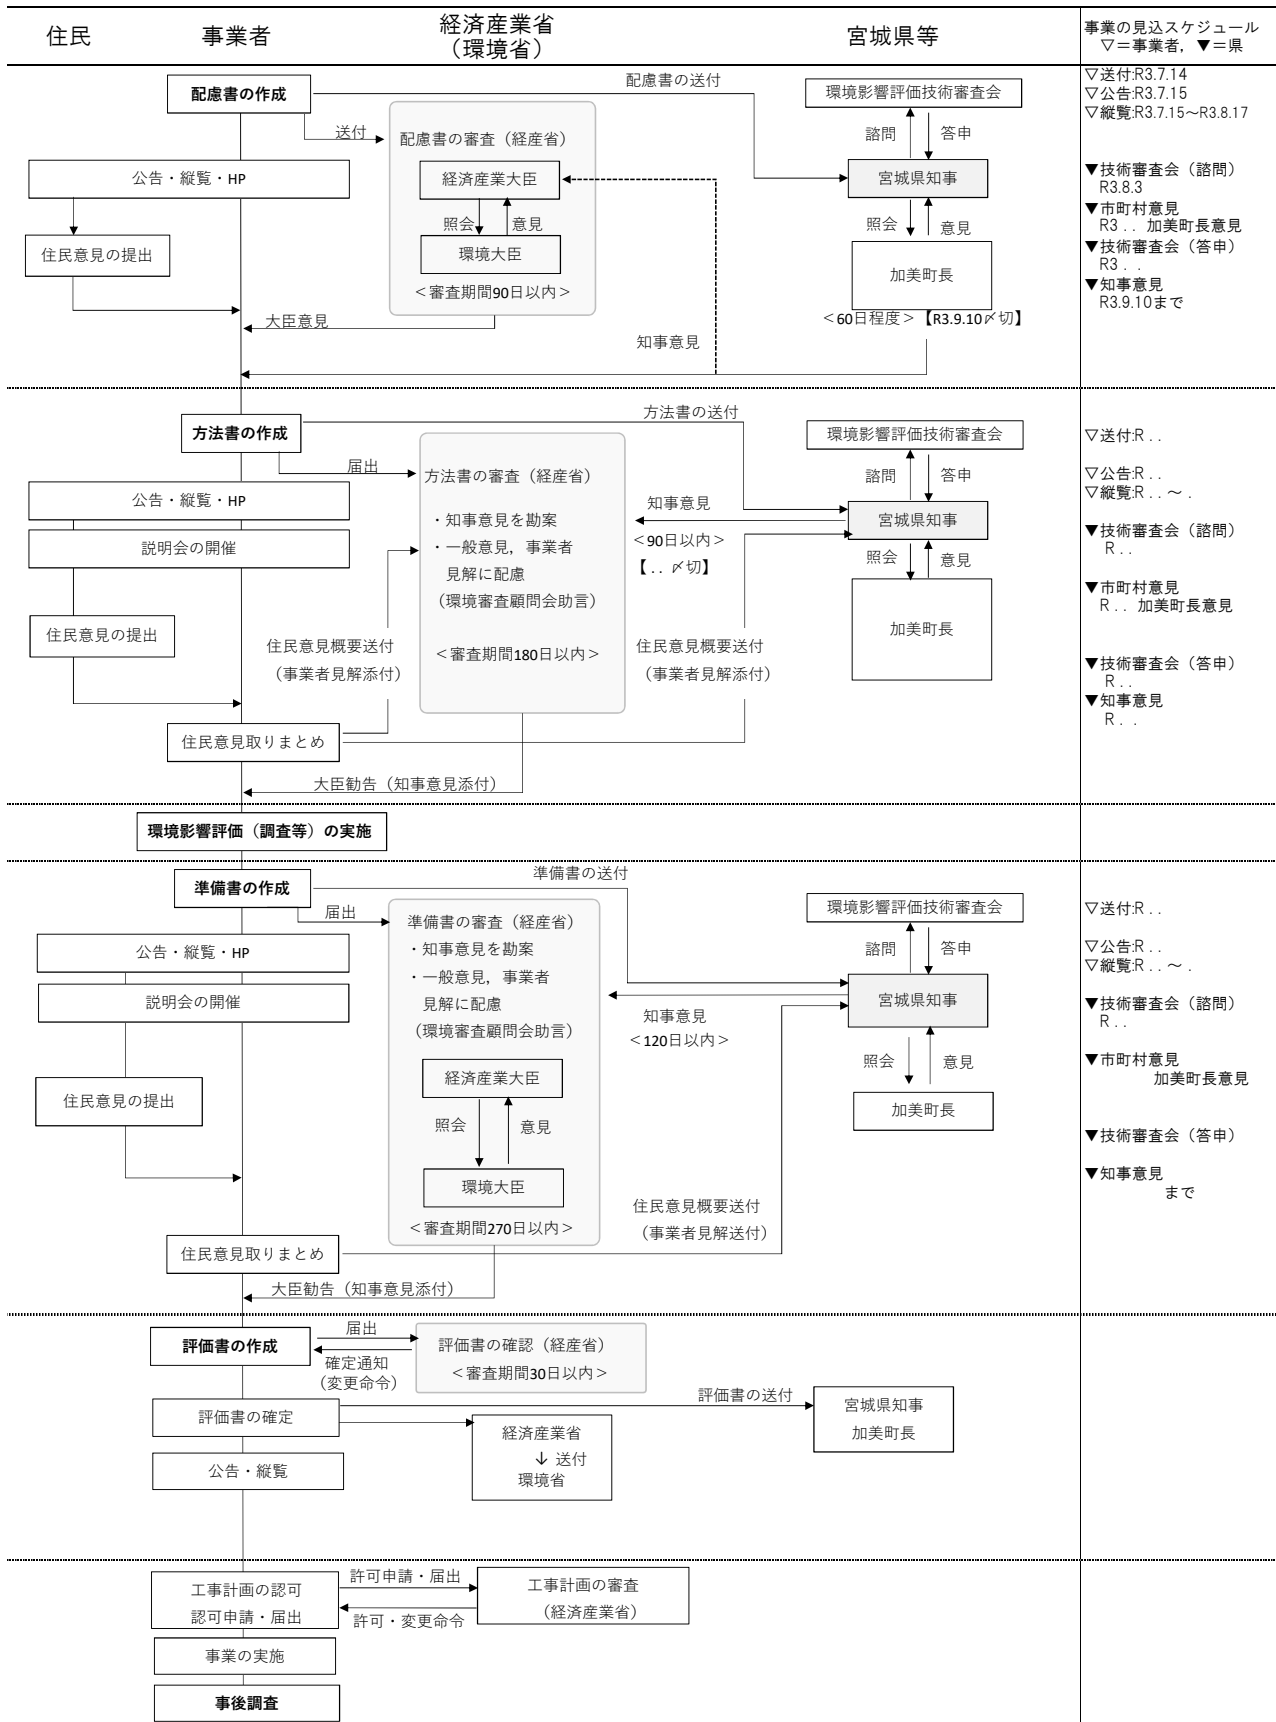 住民
事業者
経済産業省
（環境省）
宮城県等
事業の見込スケジュール
▽＝事業者，▼＝県
配慮書の作成
配慮書の送付
送付
配慮書の審査（経産省）
経済産業大臣
照会
意見
環境大臣
＜審査期間90日以内＞
公告・縦覧・HP
住民意見の提出
大臣意見
知事意見
環境影響評価技術審査会
諮問
答申
宮城県知事
照会
意見
加美町長
＜60日程度＞【R3.9.10〆切】
▽送付:R3.7.14
▽公告:R3.7.15
▽縦覧:R3.7.15～R3.8.17
▼技術審査会（諮問）
R3.8.3
▼市町村意見
R3．． 加美町長意見
▼技術審査会（答申）
R3．．
▼知事意見
R3.9.10まで
方法書の作成
方法書の送付
届出
方法書の審査（経産省）
・知事意見を勘案
・一般意見，事業者
見解に配慮
（環境審査顧問会助言）
＜審査期間180日以内＞
公告・縦覧・HP
説明会の開催
住民意見の提出
住民意見概要送付
（事業者見解添付）
知事意見
＜90日以内＞
【．．〆切】
住民意見概要送付
（事業者見解添付）
住民意見取りまとめ
大臣勧告（知事意見添付）
環境影響評価技術審査会
諮問
答申
宮城県知事
照会
意見
加美町長
▽送付:R．．
▽公告:R．．
▽縦覧:R．．～．
▼技術審査会（諮問）
R．．
▼市町村意見
R．． 加美町長意見
▼技術審査会（答申）
R．．
▼知事意見
R．．
環境影響評価（調査等）の実施
準備書の作成
準備書の送付
届出
準備書の審査（経産省）
・知事意見を勘案
・一般意見，事業者
見解に配慮
（環境審査顧問会助言）
経済産業大臣
照会
意見
環境大臣
＜審査期間270日以内＞
公告・縦覧・HP
説明会の開催
住民意見の提出
知事意見
＜120日以内＞
住民意見概要送付
（事業者見解送付）
住民意見取りまとめ
大臣勧告（知事意見添付）
環境影響評価技術審査会
諮問
答申
宮城県知事
照会
意見
加美町長
▽送付:R．．
▽公告:R．．
▽縦覧:R．．～．
▼技術審査会（諮問）
R．．
▼市町村意見
加美町長意見
▼技術審査会（答申）
▼知事意見
まで
評価書の作成
届出
確定通知
（変更命令）
評価書の確認（経産省）
＜審査期間30日以内＞
評価書の確定
評価書の送付
宮城県知事
加美町長
経済産業省
↓ 送付
環境省
公告・縦覧
工事計画の認可
認可申請・届出
許可申請・届出
許可・変更命令
工事計画の審査
（経済産業省）
事業の実施
事後調査